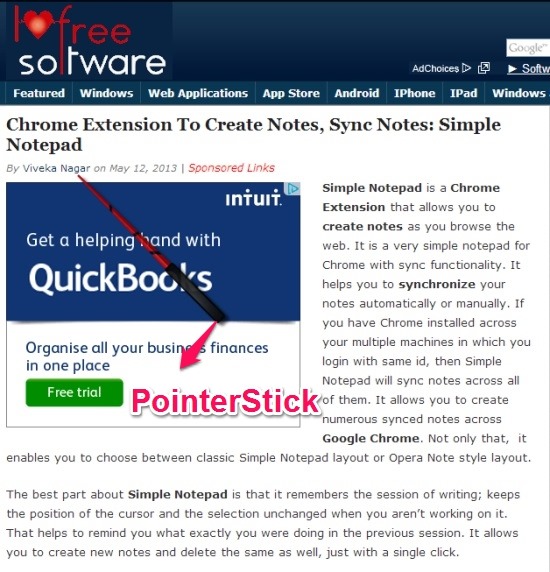 I free
software
Google™
AdChoices
► Softw
Featured Windows Web Applications App Store Android IPhone IPad Windows
Chrome Extension To Create Notes, Sync Notes: Simple
Notepad
By Viveka Nagar on May 12, 2013 | Sponsored Links
intuit.
Get a helping hand with
QuickBooks
Organise all your business finances
in one place
Free trial
PointerStick
Simple Notepad is a Chrome
Extension that allows you to
create notes as you browse the
web. It is a very simple notepad for
Chrome with sync functionality. It
helps you to synchronize your
notes automatically or manually. If
you have Chrome installed across
your multiple machines in which you
login with same id, then Simple
Notepad will sync notes across all
of them. It allows you to create
numerous synced notes across
Google Chrome. Not only that, it
enables you to choose between classic Simple Notepad layout or Opera Note style layout.
The best part about Simple Notepad is that it remembers the session of writing; keeps
the position of the cursor and the selection unchanged when you aren't working on it.
That helps to remind you what exactly you were doing in the previous session. It allows
you to create new notes and delete the same as well, just with a single click.